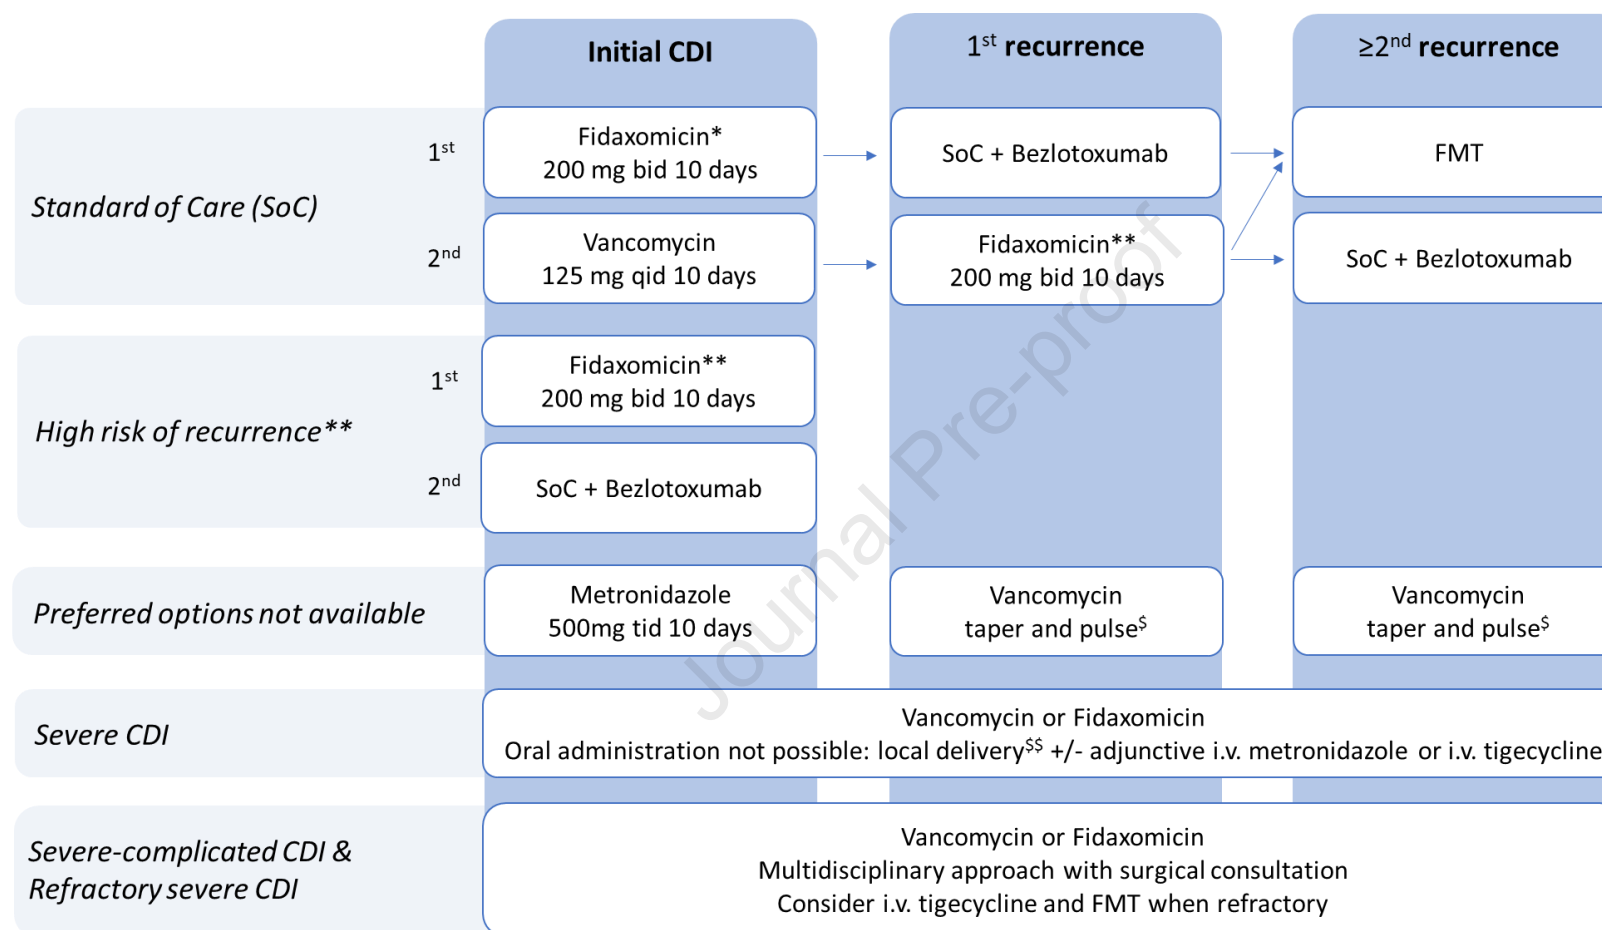 Initial CDI
1st recurrence
≥2nd recurrence
Standard of Care (SoC)
1st
Fidaxomicin*
200 mg bid 10 days
SoC + Bezlotoxumab
FMT
2nd
Vancomycin
125 mg qid 10 days
Fidaxomicin**
200 mg bid 10 days
SoC + Bezlotoxumab
High risk of recurrence**
1st
Fidaxomicin**
200 mg bid 10 days
2nd
SoC + Bezlotoxumab
Preferred options not available
Metronidazole
500mg tid 10 days
Vancomycin
taper and pulse$
Vancomycin
taper and pulse$
Severe CDI
Vancomycin or Fidaxomicin
Oral administration not possible: local delivery$$ +/- adjunctive i.v. metronidazole or i.v. tigecycline
Severe-complicated CDI &
Refractory severe CDI
Vancomycin or Fidaxomicin
Multidisciplinary approach with surgical consultation
Consider i.v. tigecycline and FMT when refractory
Journal Pre-proof